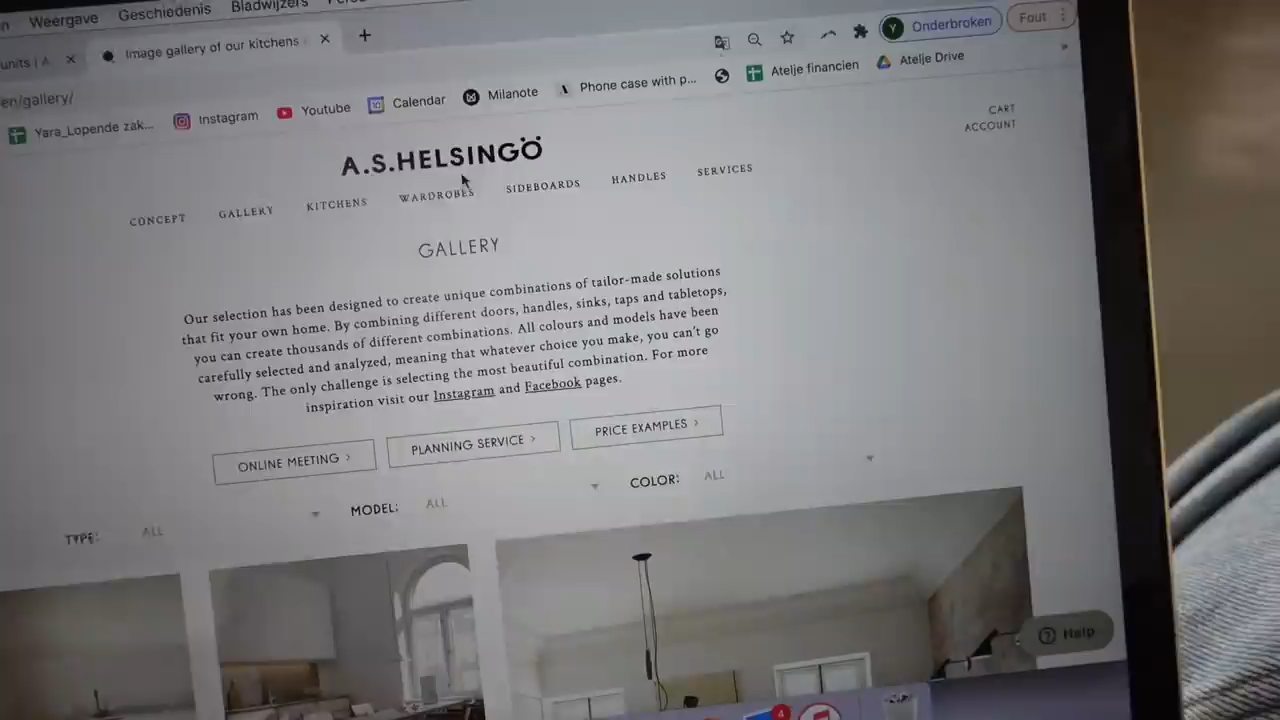 Weergave Geschiedenis Bladwijzers
units | A
Image gallery of our kitchens
Onderbroken
Fout
en/gallery/
Yara_Lopende zak...
Instagram
Youtube
Calendar
Milanote
Phone case with p...
Atelje financien
Atelje Drive
CART
ACCOUNT
A.S.HELSINGÖ
CONCEPT GALLERY KITCHENS WARDROBES SIDEBOARDS HANDLES SERVICES
GALLERY
Our selection has been designed to create unique combinations of tailor-made solutions
that fit your own home. By combining different doors, handles, sinks, taps and tabletops,
you can create thousands of different combinations. All colours and models have been
carefully selected and analyzed, meaning that whatever choice you make, you can't go
wrong. The only challenge is selecting the most beautiful combination. For more
inspiration visit our Instagram and Facebook pages.
ONLINE MEETING ›
PLANNING SERVICE ›
PRICE EXAMPLES ›
TYPE: ALL
MODEL: ALL
COLOR: ALL
Help
4